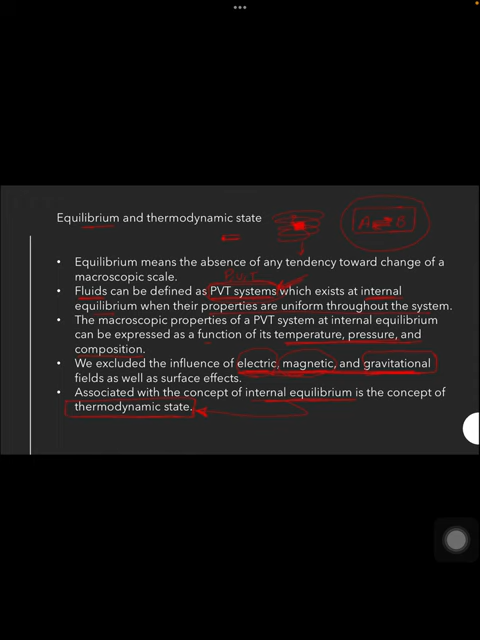 Equilibrium and thermodynamic state
A ⇌ B
• Equilibrium means the absence of any tendency toward change of a
macroscopic scale.
• Fluids can be defined as PVT systems which exists at internal
equilibrium when their properties are uniform throughout the system.
• The macroscopic properties of a PVT system at internal equilibrium
can be expressed as a function of its temperature, pressure, and
composition.
• We excluded the influence of electric, magnetic, and gravitational
fields as well as surface effects.
• Associated with the concept of internal equilibrium is the concept of
thermodynamic state.